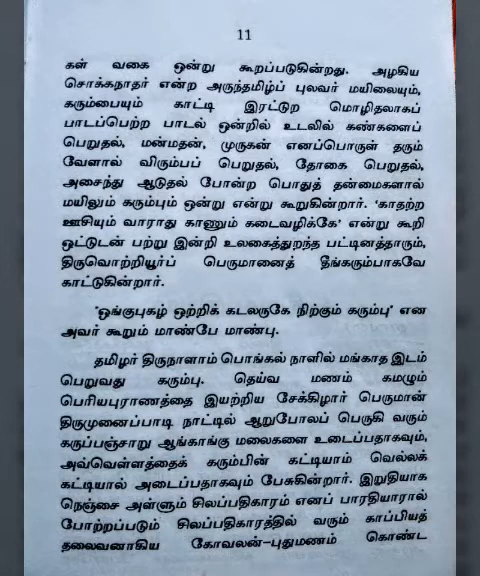 11
கள் வகை ஒன்று கூறப்படுகின்றது. அழகிய
சொக்கநாதர் என்ற அருந்தமிழ்ப் புலவர் மயிலையும்,
கரும்பையும் காட்டி இரட்டுற மொழிதலாகப்
பாடப்பெற்ற பாடல் ஒன்றில் உடலில் கண்களைப்
பெறுதல், மன்மதன், முருகன் எனப்பொருள் தரும்
வேளால் விரும்பப் பெறுதல், தோகை பெறுதல்,
அசைந்து ஆடுதல் போன்ற பொதுத் தன்மைகளால்
மயிலும் கரும்பும் ஒன்று என்று கூறுகின்றார். ‘காதற்ற
ஊசியும் வாராது காணும் கடைவழிக்கே’ என்று கூறி
ஒட்டுடன் பற்று இன்றி உலகைத்துறந்த பட்டினத்தாரும்,
திருவொற்றியூர்ப் பெருமானைத் தீங்கரும்பாகவே
காட்டுகின்றார்.
‘ஓங்குபுகழ் ஒற்றிக் கடலருகே நிற்கும் கரும்பு’ என
அவர் கூறும் மாண்பே மாண்பு.
தமிழர் திருநாளாம் பொங்கல் நாளில் மங்காத இடம்
பெறுவது கரும்பு. தெய்வ மணம் கமழும்
பெரியபுராணத்தை இயற்றிய சேக்கிழார் பெருமான்
திருமுனைப்பாடி நாட்டில் ஆறுபோலப் பெருகி வரும்
கருப்பஞ்சாறு ஆங்காங்கு மலைகளை உடைப்பதாகவும்,
அவ்வெள்ளத்தைக் கரும்பின் கட்டியாம் வெல்லக்
கட்டியால் அடைப்பதாகவும் பேசுகின்றார். இறுதியாக
நெஞ்சை அள்ளும் சிலப்பதிகாரம் எனப் பாரதியாரால்
போற்றப்படும் சிலப்பதிகாரத்தில் வரும் காப்பியத்
தலைவனாகிய கோவலன்–புதுமணம் கொண்ட